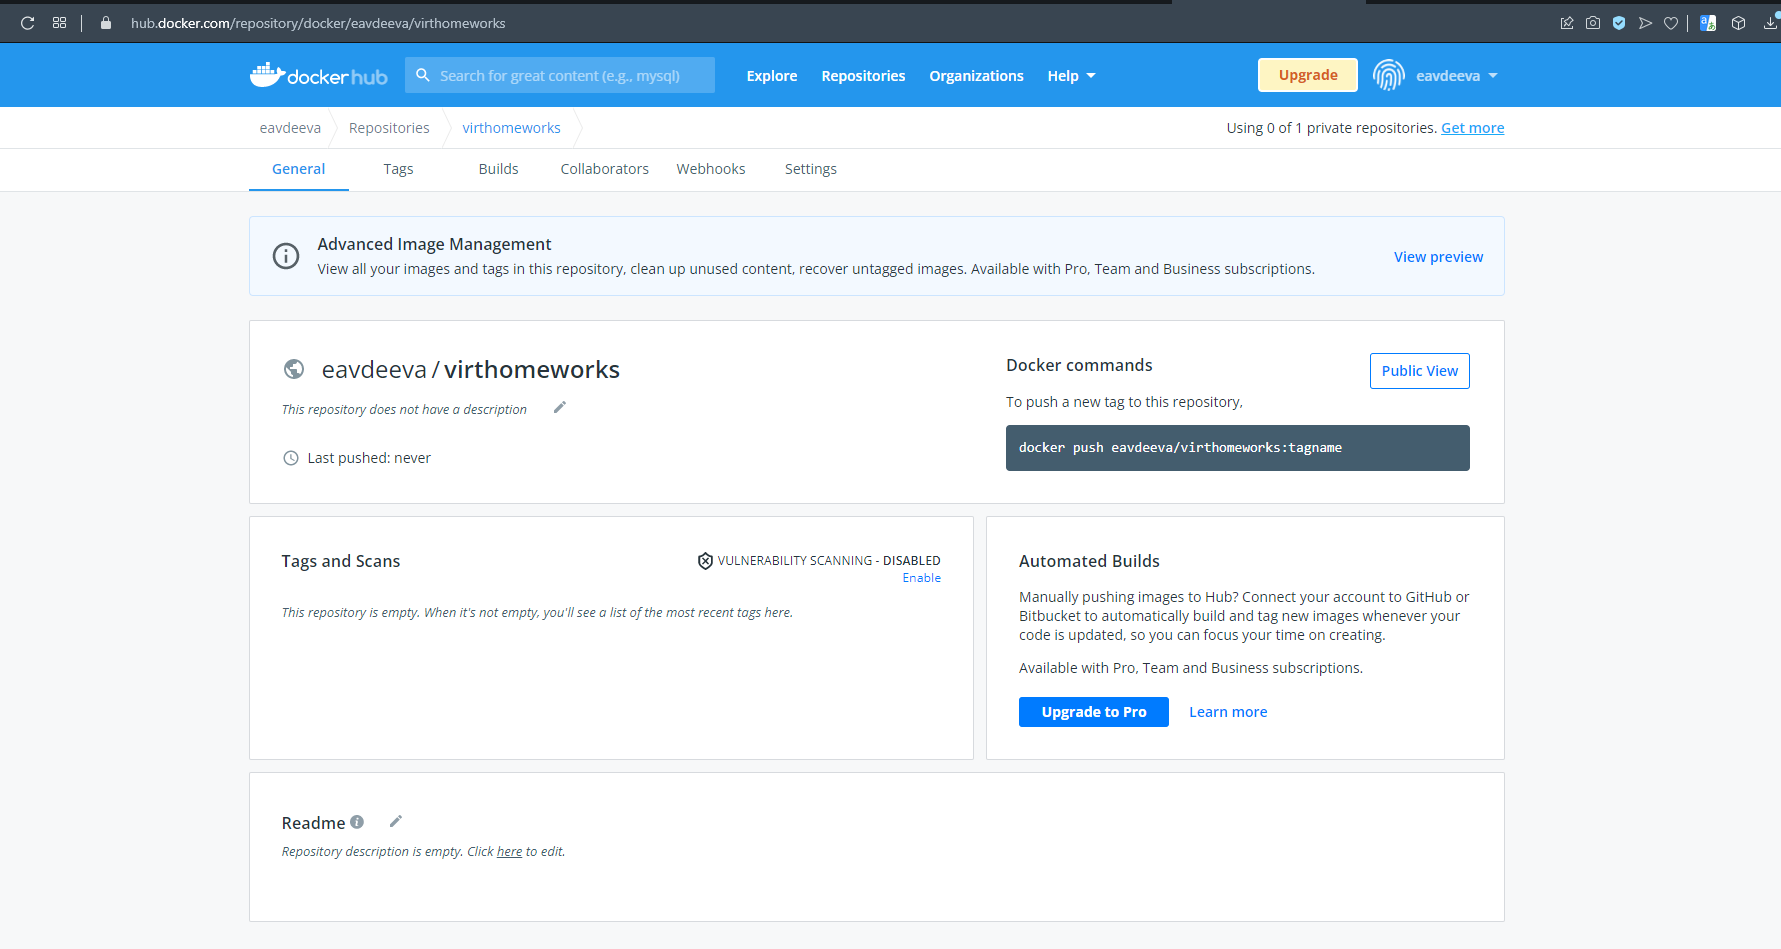 hub.docker.com/repository/docker/eavdeeva/virthomeworks
docker hub
Search for great content (e.g., mysql)
Explore
Repositories
Organizations
Help
Upgrade
eavdeeva
eavdeeva
Repositories
virthomeworks
Using 0 of 1 private repositories. Get more
General
Tags
Builds
Collaborators
Webhooks
Settings
Advanced Image Management
View all your images and tags in this repository, clean up unused content, recover untagged images. Available with Pro, Team and Business subscriptions.
View preview
eavdeeva / virthomeworks
This repository does not have a description
Last pushed: never
Docker commands
Public View
To push a new tag to this repository,
docker push eavdeeva/virthomeworks:tagname
Tags and Scans
VULNERABILITY SCANNING - DISABLED
Enable
This repository is empty. When it's not empty, you'll see a list of the most recent tags here.
Automated Builds
Manually pushing images to Hub? Connect your account to GitHub or
Bitbucket to automatically build and tag new images whenever your
code is updated, so you can focus your time on creating.
Available with Pro, Team and Business subscriptions.
Upgrade to Pro
Learn more
Readme
Repository description is empty. Click here to edit.